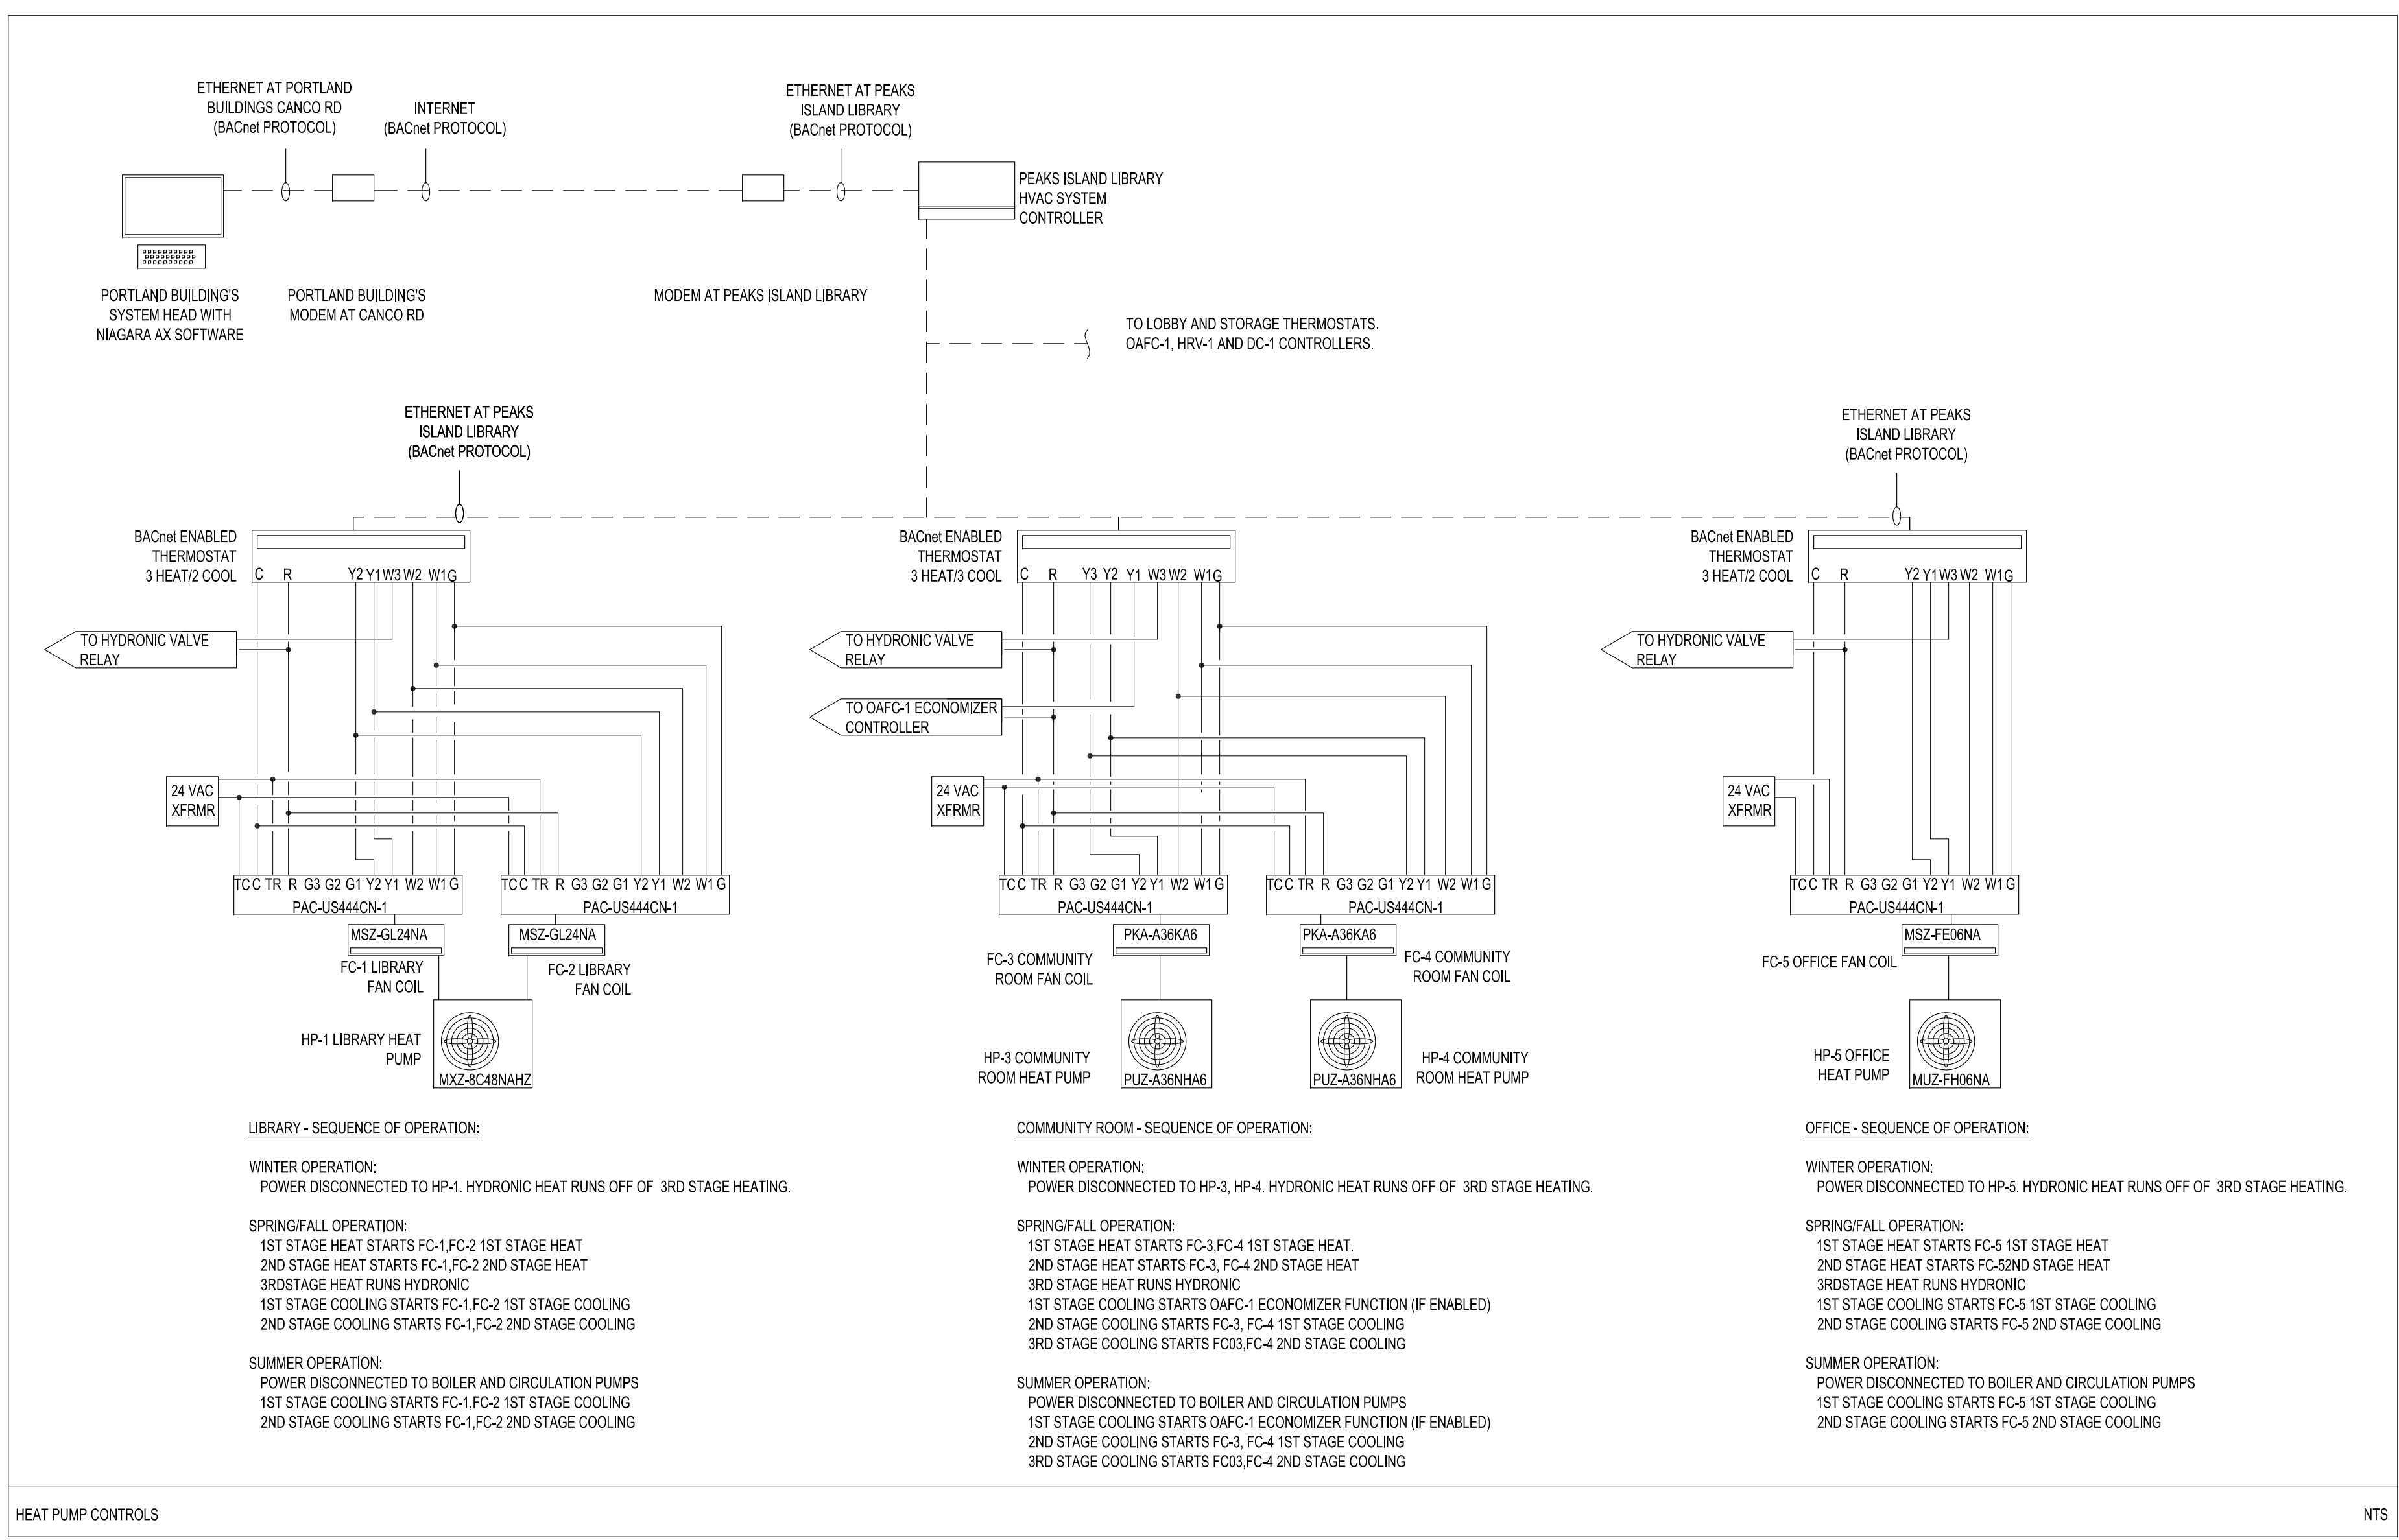 ETHERNET AT PORTLAND
BUILDINGS CANCO RD
(BACnet PROTOCOL)
INTERNET
(BACnet PROTOCOL)
ETHERNET AT PEAKS
ISLAND LIBRARY
(BACnet PROTOCOL)
PEAKS ISLAND LIBRARY
HVAC SYSTEM
CONTROLLER
PORTLAND BUILDING'S
SYSTEM HEAD WITH
NIAGARA AX SOFTWARE
PORTLAND BUILDING'S
MODEM AT CANCO RD
MODEM AT PEAKS ISLAND LIBRARY
TO LOBBY AND STORAGE THERMOSTATS.
OAFC-1, HRV-1 AND DC-1 CONTROLLERS.
ETHERNET AT PEAKS
ISLAND LIBRARY
(BACnet PROTOCOL)
ETHERNET AT PEAKS
ISLAND LIBRARY
(BACnet PROTOCOL)
BACnet ENABLED
THERMOSTAT
3 HEAT/2 COOL
C R Y2 Y1 W3 W2 W1 G
TO HYDRONIC VALVE
RELAY
24 VAC
XFRMR
TC C TR R G3 G2 G1 Y2 Y1 W2 W1 G
PAC-US444CN-1
TC C TR R G3 G2 G1 Y2 Y1 W2 W1 G
PAC-US444CN-1
MSZ-GL24NA
MSZ-GL24NA
FC-1 LIBRARY
FAN COIL
FC-2 LIBRARY
FAN COIL
HP-1 LIBRARY HEAT
PUMP
MXZ-8C48NAHZ
BACnet ENABLED
THERMOSTAT
3 HEAT/3 COOL
C R Y3 Y2 Y1 W3 W2 W1 G
TO HYDRONIC VALVE
RELAY
TO OAFC-1 ECONOMIZER
CONTROLLER
24 VAC
XFRMR
TC C TR R G3 G2 G1 Y2 Y1 W2 W1 G
PAC-US444CN-1
TC C TR R G3 G2 G1 Y2 Y1 W2 W1 G
PAC-US444CN-1
PKA-A36KA6
PKA-A36KA6
FC-3 COMMUNITY
ROOM FAN COIL
FC-4 COMMUNITY
ROOM FAN COIL
HP-3 COMMUNITY
ROOM HEAT PUMP
PUZ-A36NHA6
PUZ-A36NHA6
HP-4 COMMUNITY
ROOM HEAT PUMP
BACnet ENABLED
THERMOSTAT
3 HEAT/2 COOL
C R Y2 Y1 W3 W2 W1 G
TO HYDRONIC VALVE
RELAY
24 VAC
XFRMR
TC C TR R G3 G2 G1 Y2 Y1 W2 W1 G
PAC-US444CN-1
MSZ-FE06NA
FC-5 OFFICE FAN COIL
HP-5 OFFICE
HEAT PUMP
MUZ-FH06NA
LIBRARY - SEQUENCE OF OPERATION:
WINTER OPERATION:
POWER DISCONNECTED TO HP-1. HYDRONIC HEAT RUNS OFF OF 3RD STAGE HEATING.
SPRING/FALL OPERATION:
1ST STAGE HEAT STARTS FC-1,FC-2 1ST STAGE HEAT
2ND STAGE HEAT STARTS FC-1,FC-2 2ND STAGE HEAT
3RDSTAGE HEAT RUNS HYDRONIC
1ST STAGE COOLING STARTS FC-1,FC-2 1ST STAGE COOLING
2ND STAGE COOLING STARTS FC-1,FC-2 2ND STAGE COOLING
SUMMER OPERATION:
POWER DISCONNECTED TO BOILER AND CIRCULATION PUMPS
1ST STAGE COOLING STARTS FC-1,FC-2 1ST STAGE COOLING
2ND STAGE COOLING STARTS FC-1,FC-2 2ND STAGE COOLING
COMMUNITY ROOM - SEQUENCE OF OPERATION:
WINTER OPERATION:
POWER DISCONNECTED TO HP-3, HP-4. HYDRONIC HEAT RUNS OFF OF 3RD STAGE HEATING.
SPRING/FALL OPERATION:
1ST STAGE HEAT STARTS FC-3,FC-4 1ST STAGE HEAT.
2ND STAGE HEAT STARTS FC-3, FC-4 2ND STAGE HEAT
3RD STAGE HEAT RUNS HYDRONIC
1ST STAGE COOLING STARTS OAFC-1 ECONOMIZER FUNCTION (IF ENABLED)
2ND STAGE COOLING STARTS FC-3, FC-4 1ST STAGE COOLING
3RD STAGE COOLING STARTS FC03,FC-4 2ND STAGE COOLING
SUMMER OPERATION:
POWER DISCONNECTED TO BOILER AND CIRCULATION PUMPS
1ST STAGE COOLING STARTS OAFC-1 ECONOMIZER FUNCTION (IF ENABLED)
2ND STAGE COOLING STARTS FC-3, FC-4 1ST STAGE COOLING
3RD STAGE COOLING STARTS FC03,FC-4 2ND STAGE COOLING
OFFICE - SEQUENCE OF OPERATION:
WINTER OPERATION:
POWER DISCONNECTED TO HP-5. HYDRONIC HEAT RUNS OFF OF 3RD STAGE HEATING.
SPRING/FALL OPERATION:
1ST STAGE HEAT STARTS FC-5 1ST STAGE HEAT
2ND STAGE HEAT STARTS FC-52ND STAGE HEAT
3RDSTAGE HEAT RUNS HYDRONIC
1ST STAGE COOLING STARTS FC-5 1ST STAGE COOLING
2ND STAGE COOLING STARTS FC-5 2ND STAGE COOLING
SUMMER OPERATION:
POWER DISCONNECTED TO BOILER AND CIRCULATION PUMPS
1ST STAGE COOLING STARTS FC-5 1ST STAGE COOLING
2ND STAGE COOLING STARTS FC-5 2ND STAGE COOLING
HEAT PUMP CONTROLS
NTS